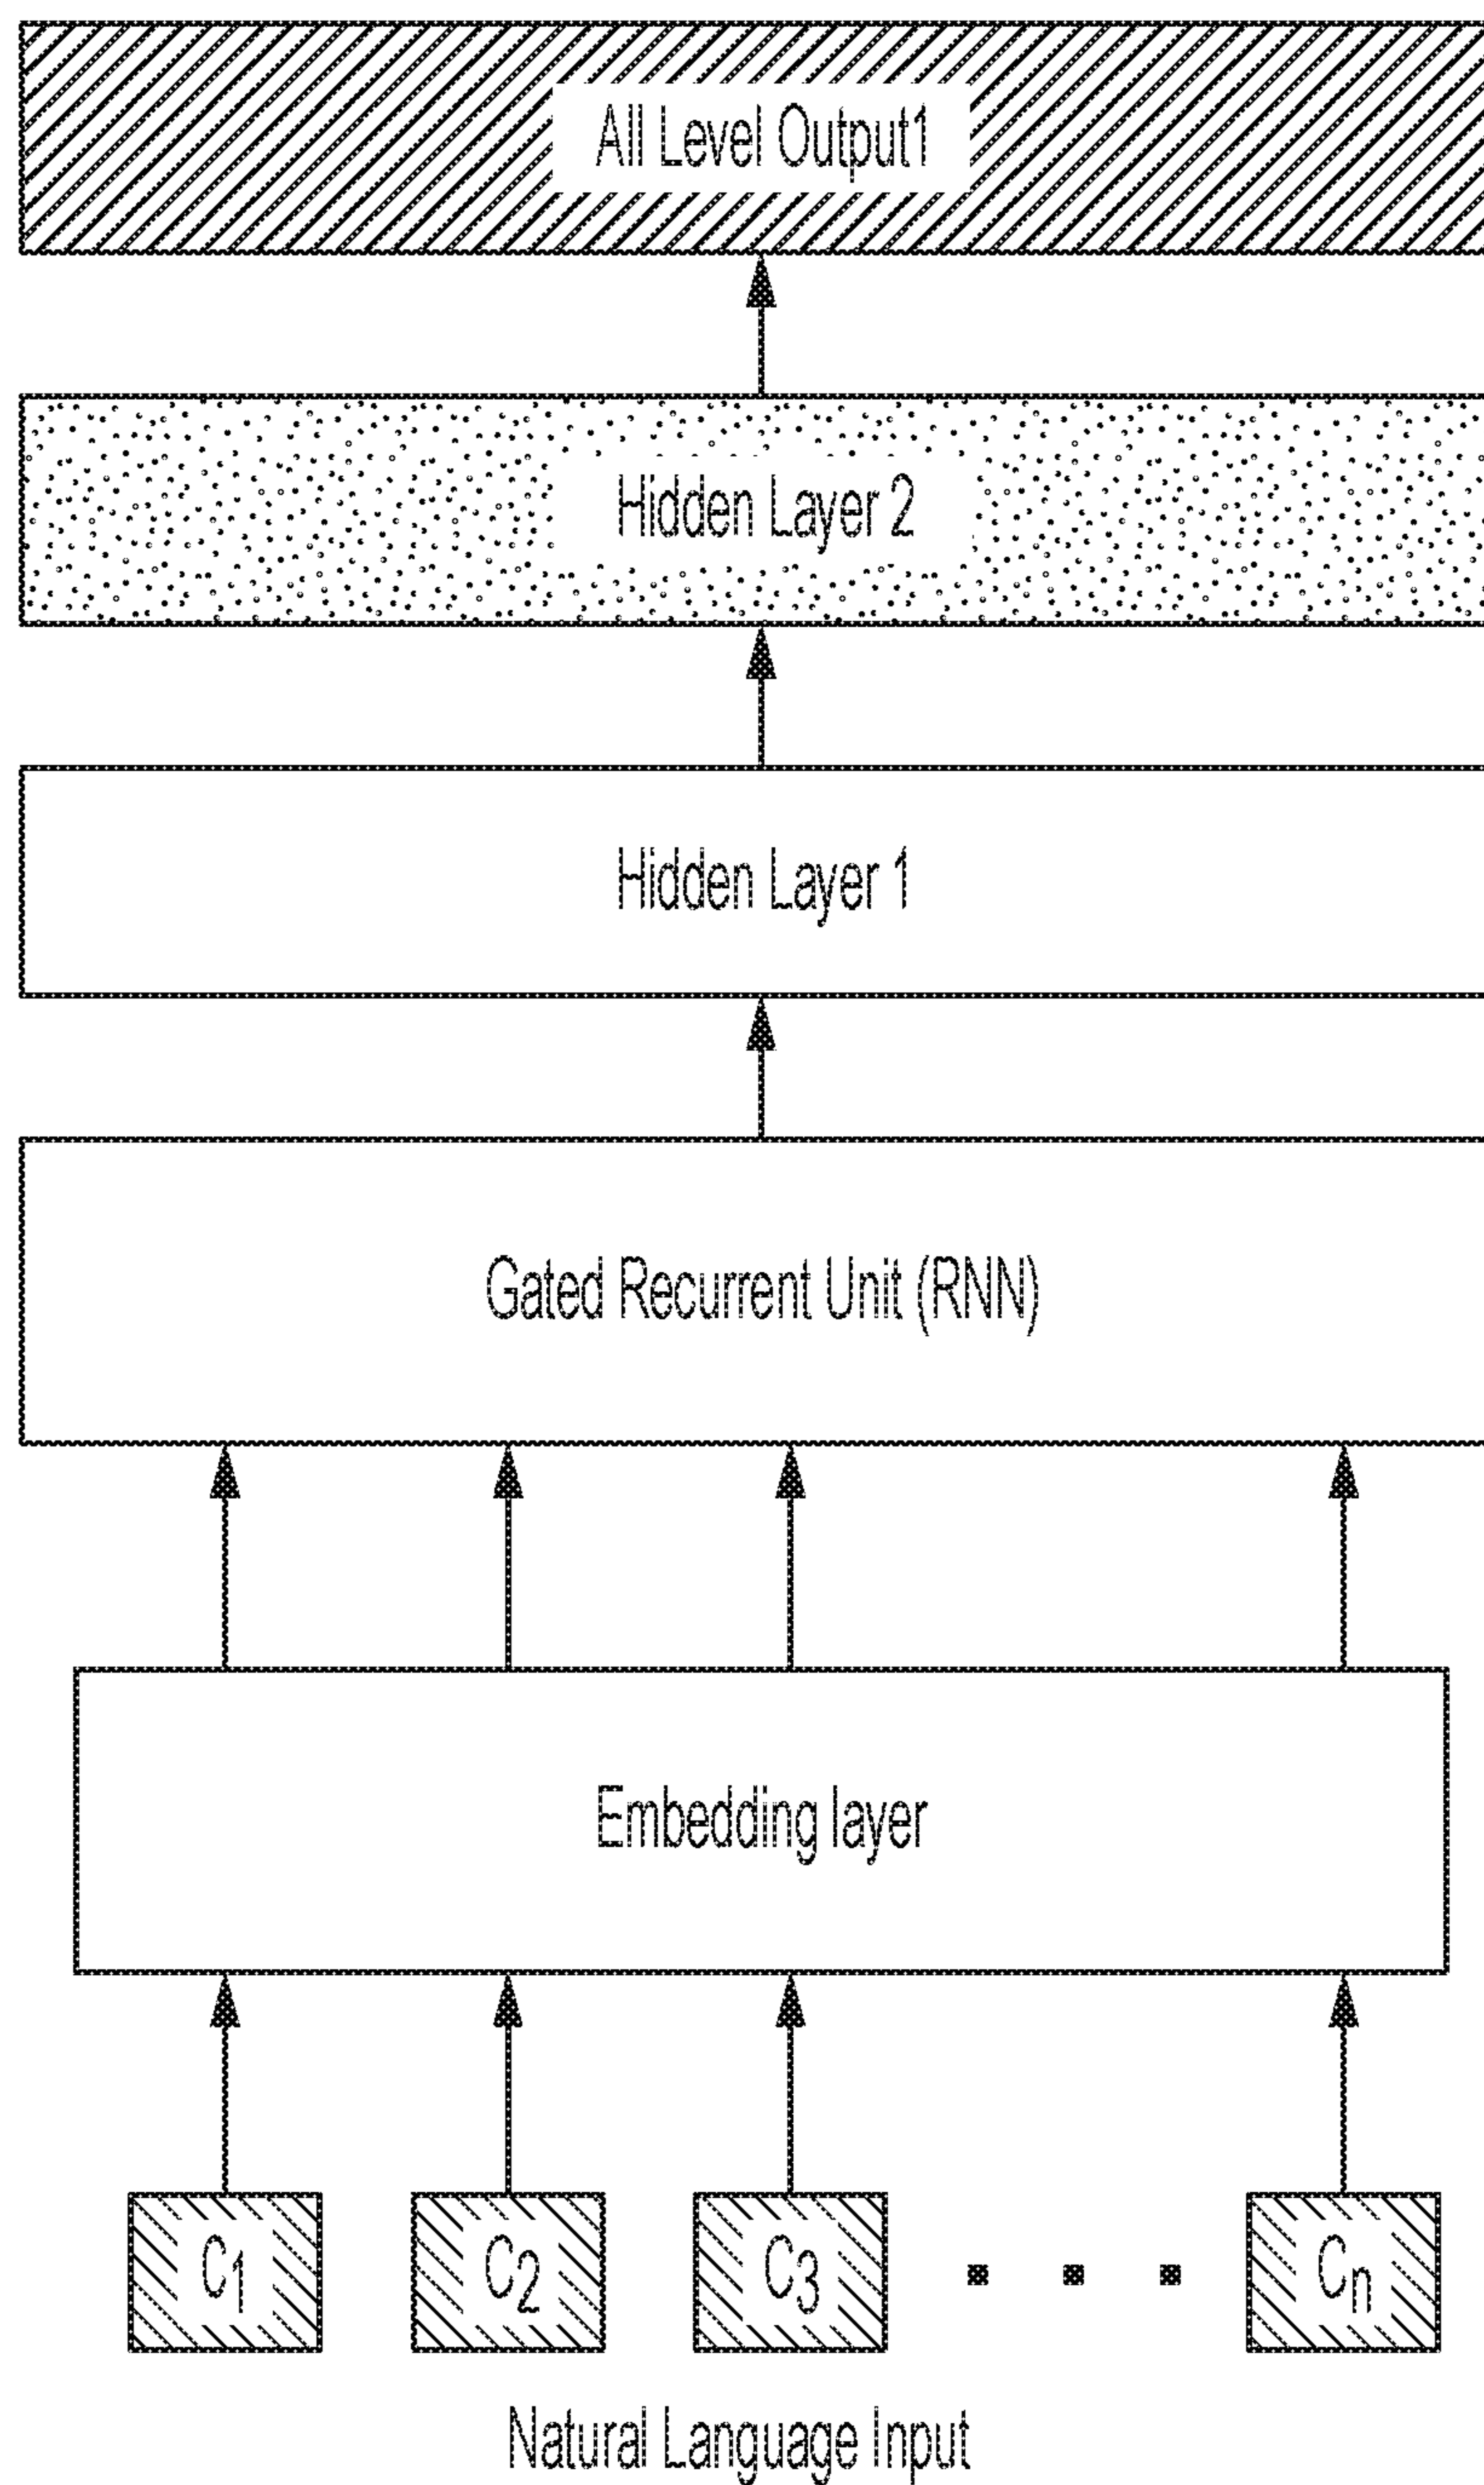 All Level Output1
Hidden Layer 2
Hidden Layer 1
Gated Recurrent Unit (RNN)
Embedding layer
C1 C2 C3 . . . Cn
Natural Language Input